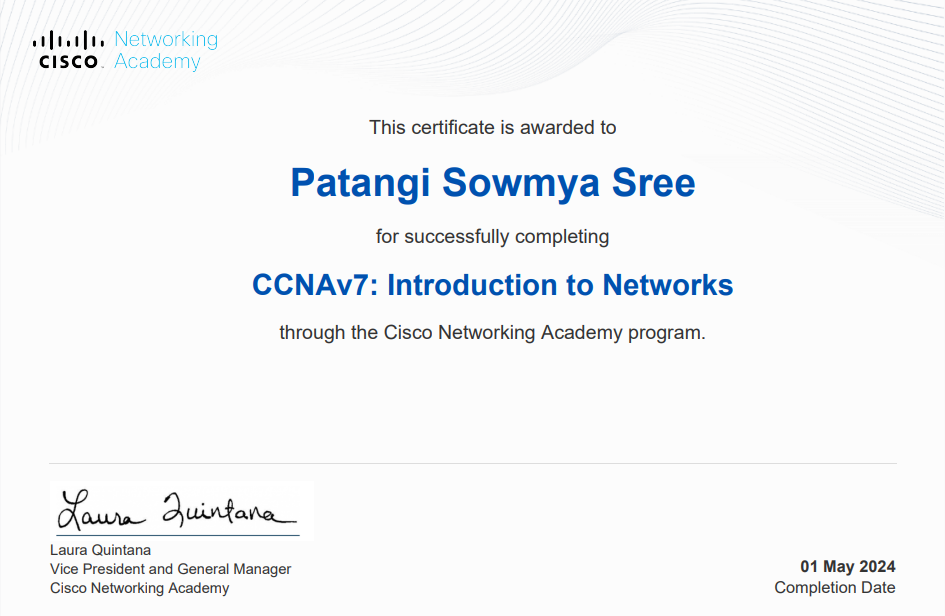 Networking
CISCO Academy
This certificate is awarded to
Patangi Sowmya Sree
for successfully completing
CCNAv7: Introduction to Networks
through the Cisco Networking Academy program.
Laura Quintana
Laura Quintana
Vice President and General Manager
Cisco Networking Academy
01 May 2024
Completion Date